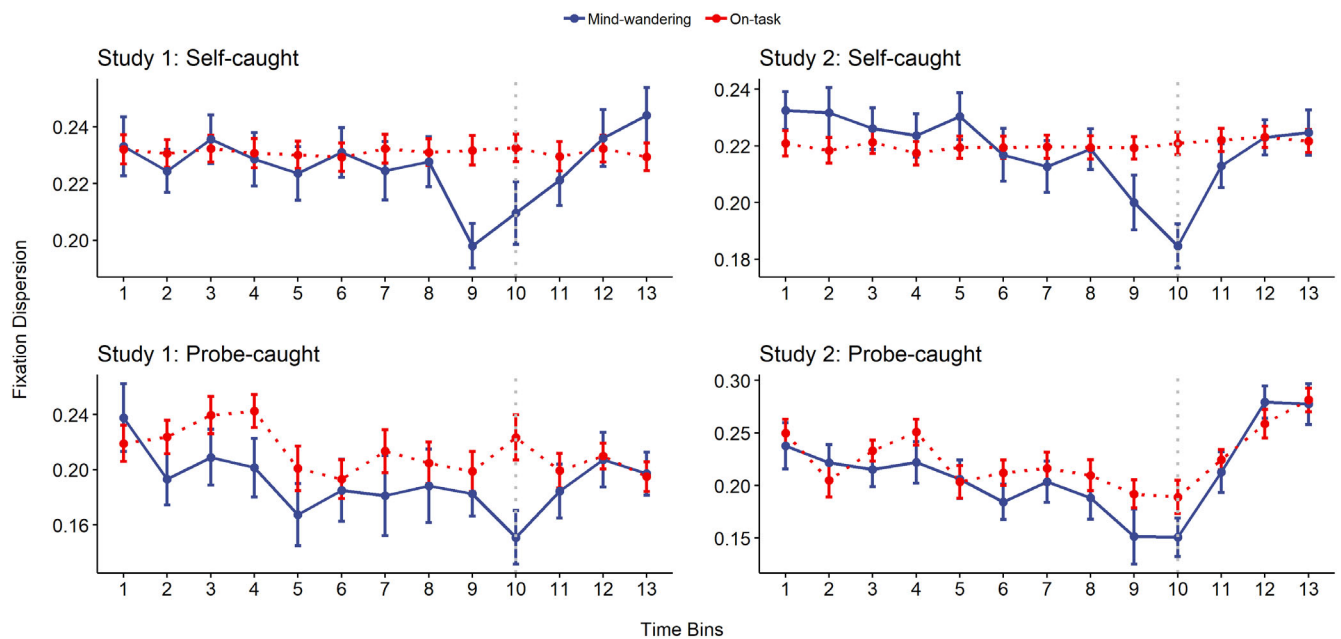 Mind-wandering On-task
Study 1: Self-caught
0.24
0.22
0.20
1 2 3 4 5 6 7 8 9 10 11 12 13
Study 2: Self-caught
0.24
0.22
0.20
0.18
1 2 3 4 5 6 7 8 9 10 11 12 13
Fixation Dispersion
Study 1: Probe-caught
0.24
0.20
0.16
1 2 3 4 5 6 7 8 9 10 11 12 13
Study 2: Probe-caught
0.30
0.25
0.20
0.15
1 2 3 4 5 6 7 8 9 10 11 12 13
Time Bins